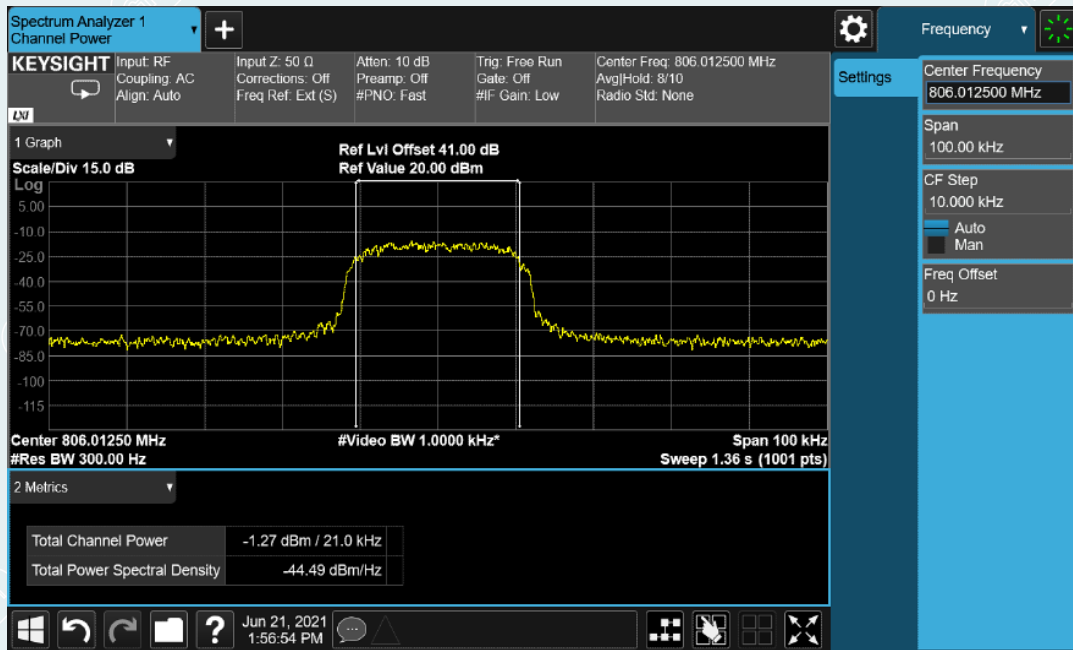 Spectrum Analyzer 1
Channel Power
+
Frequency
KEYSIGHT
LXI
Input: RF
Coupling: AC
Align: Auto
Input Z: 50 Ω
Corrections: Off
Freq Ref: Ext (S)
Atten: 10 dB
Preamp: Off
#PNO: Fast
Trig: Free Run
Gate: Off
#IF Gain: Low
Center Freq: 806.012500 MHz
Avg|Hold: 8/10
Radio Std: None
Settings
Center Frequency
806.012500 MHz
Span
100.00 kHz
CF Step
10.000 kHz
Auto
Man
Freq Offset
0 Hz
1 Graph
Scale/Div 15.0 dB
Ref Lvl Offset 41.00 dB
Ref Value 20.00 dBm
Log
5.00
-10.0
-25.0
-40.0
-55.0
-70.0
-85.0
-100
-115
Center 806.01250 MHz
#Video BW 1.0000 kHz*
Span 100 kHz
#Res BW 300.00 Hz
Sweep 1.36 s (1001 pts)
2 Metrics
Total Channel Power -1.27 dBm / 21.0 kHz
Total Power Spectral Density -44.49 dBm/Hz
?
Jun 21, 2021
1:56:54 PM